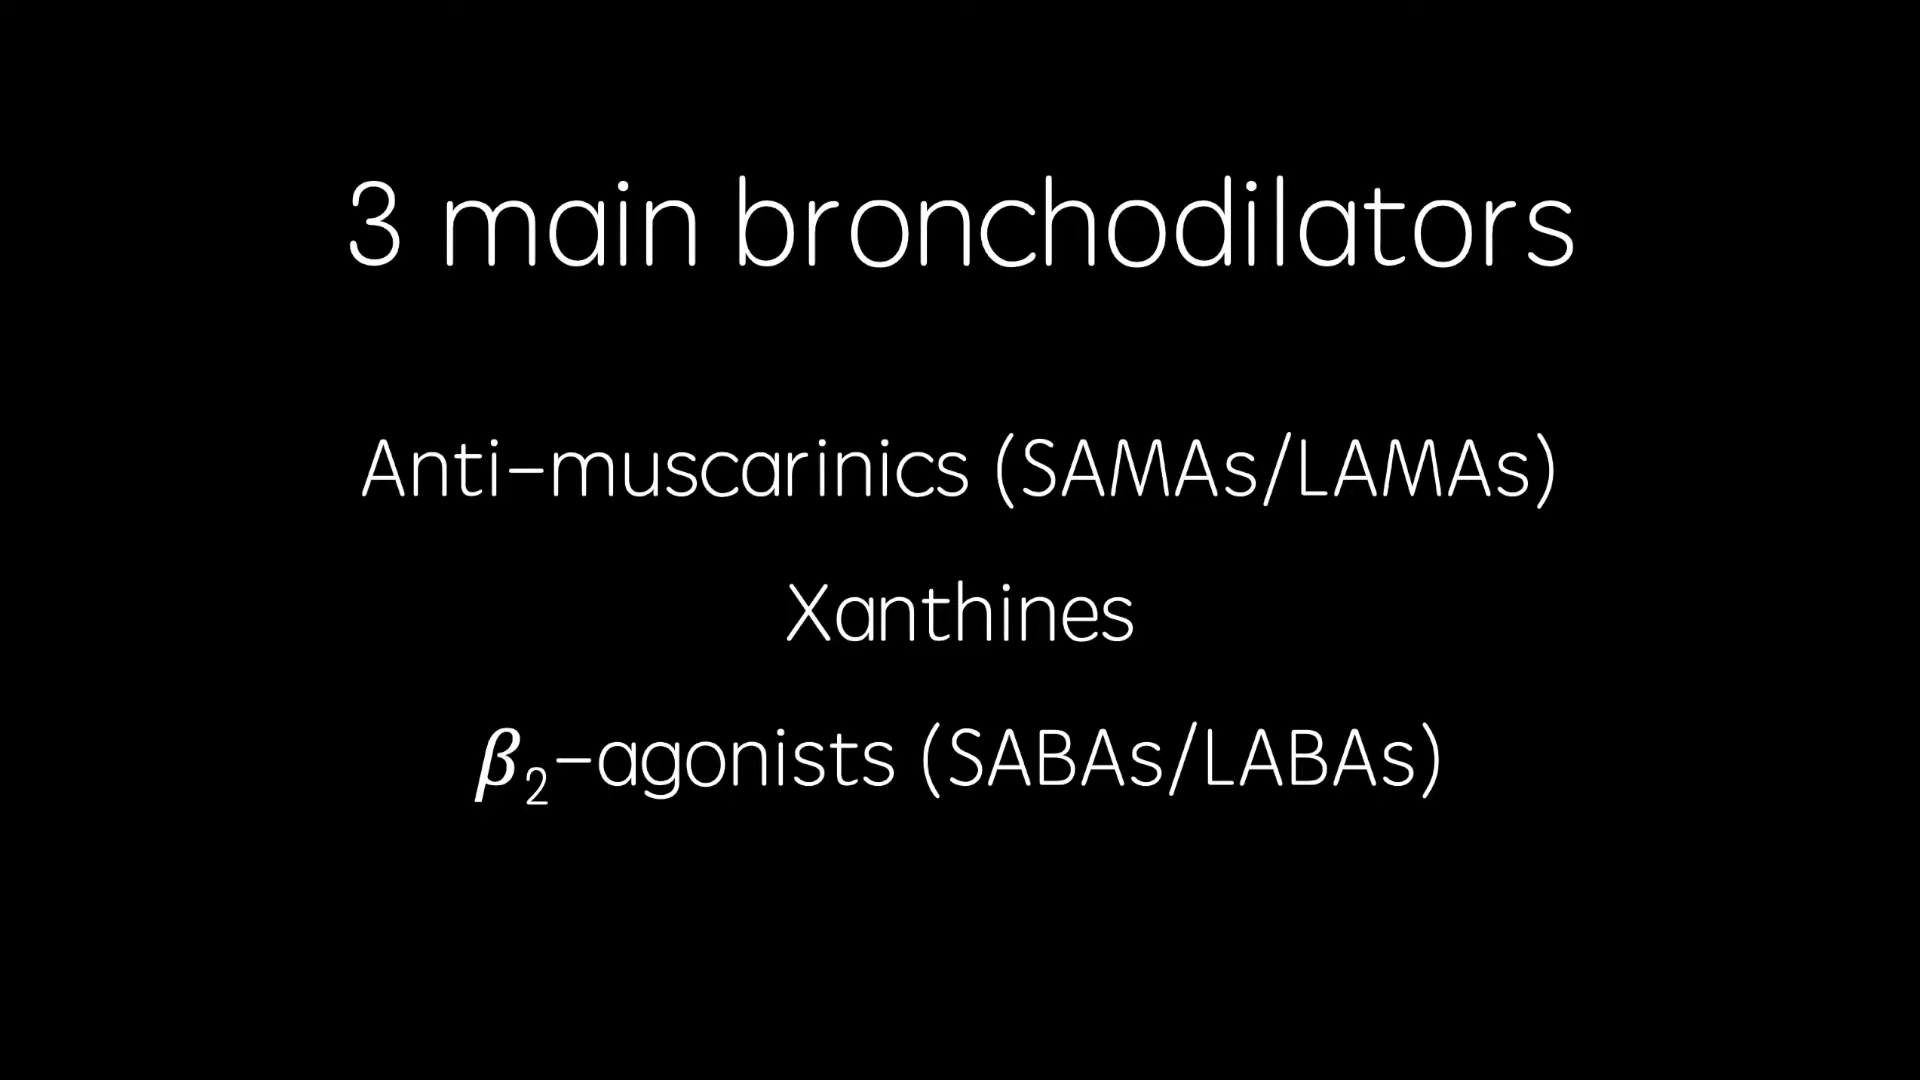 3 main bronchodilators
Anti-muscarinics (SAMAs/LAMAs)
Xanthines
β₂-agonists (SABAs/LABAs)